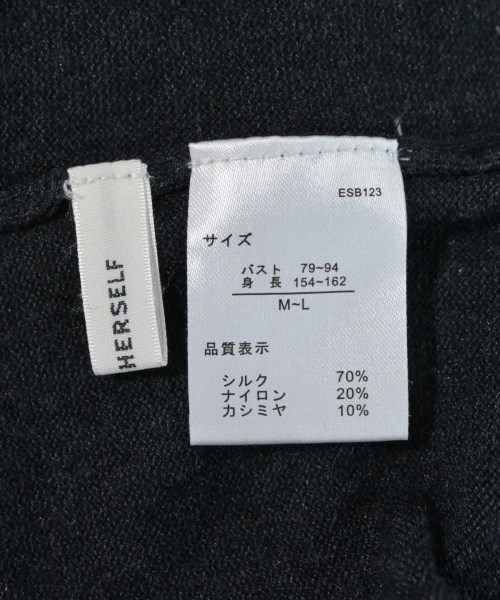 HERSELF
ESB123
サイズ
バスト 79~94
身 長 154~162
M~L
品質表示
シルク 70%
ナイロン 20%
カシミヤ 10%